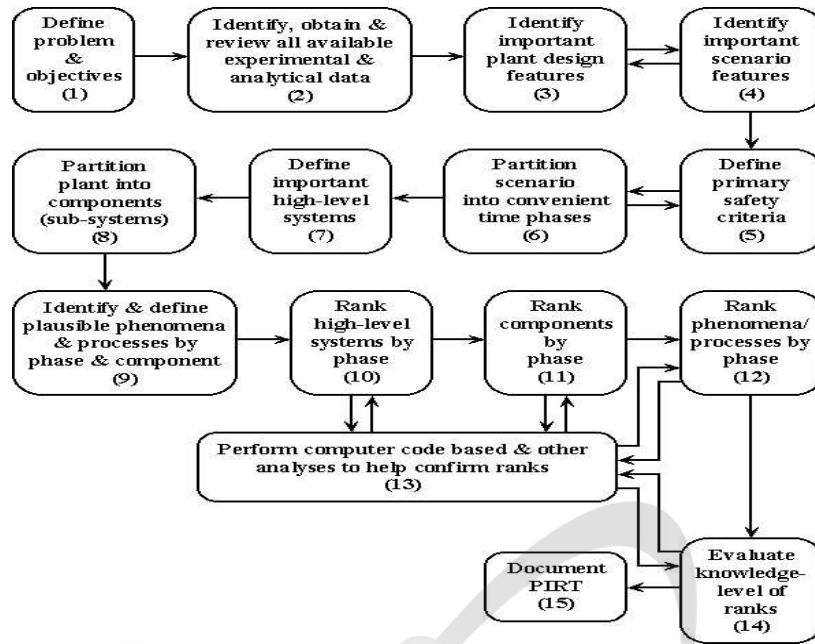 Define
problem
&
objectives
(1)
Identify, obtain &
review all available
experimental &
analytical data
(2)
Identify
important
plant design
features
(3)
Identify
important
scenario
features
(4)
Define
primary
safety
criteria
(5)
Partition
scenario
into convenient
time phases
(6)
Define
important
high-level
systems
(7)
Partition
plant into
components
(sub-systems)
(8)
Identify & define
plausible phenomena
& processes by
phase & component
(9)
Rank
high-level
systems by
phase
(10)
Rank
components
by
phase
(11)
Rank
phenomena/
processes by
phase
(12)
Perform computer code based & other
analyses to help confirm ranks
(13)
Evaluate
knowledge-
level of
ranks
(14)
Document
PIRT
(15)